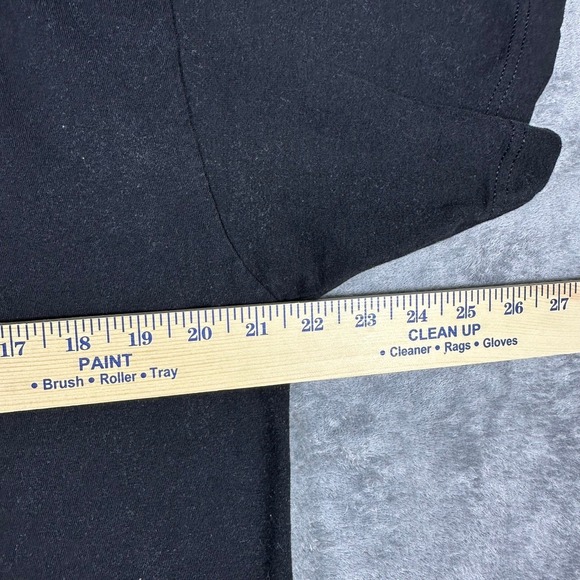 17 18 19 20 21 22 23 24 25 26 27
PAINT
• Brush • Roller • Tray
CLEAN UP
• Cleaner • Rags • Gloves